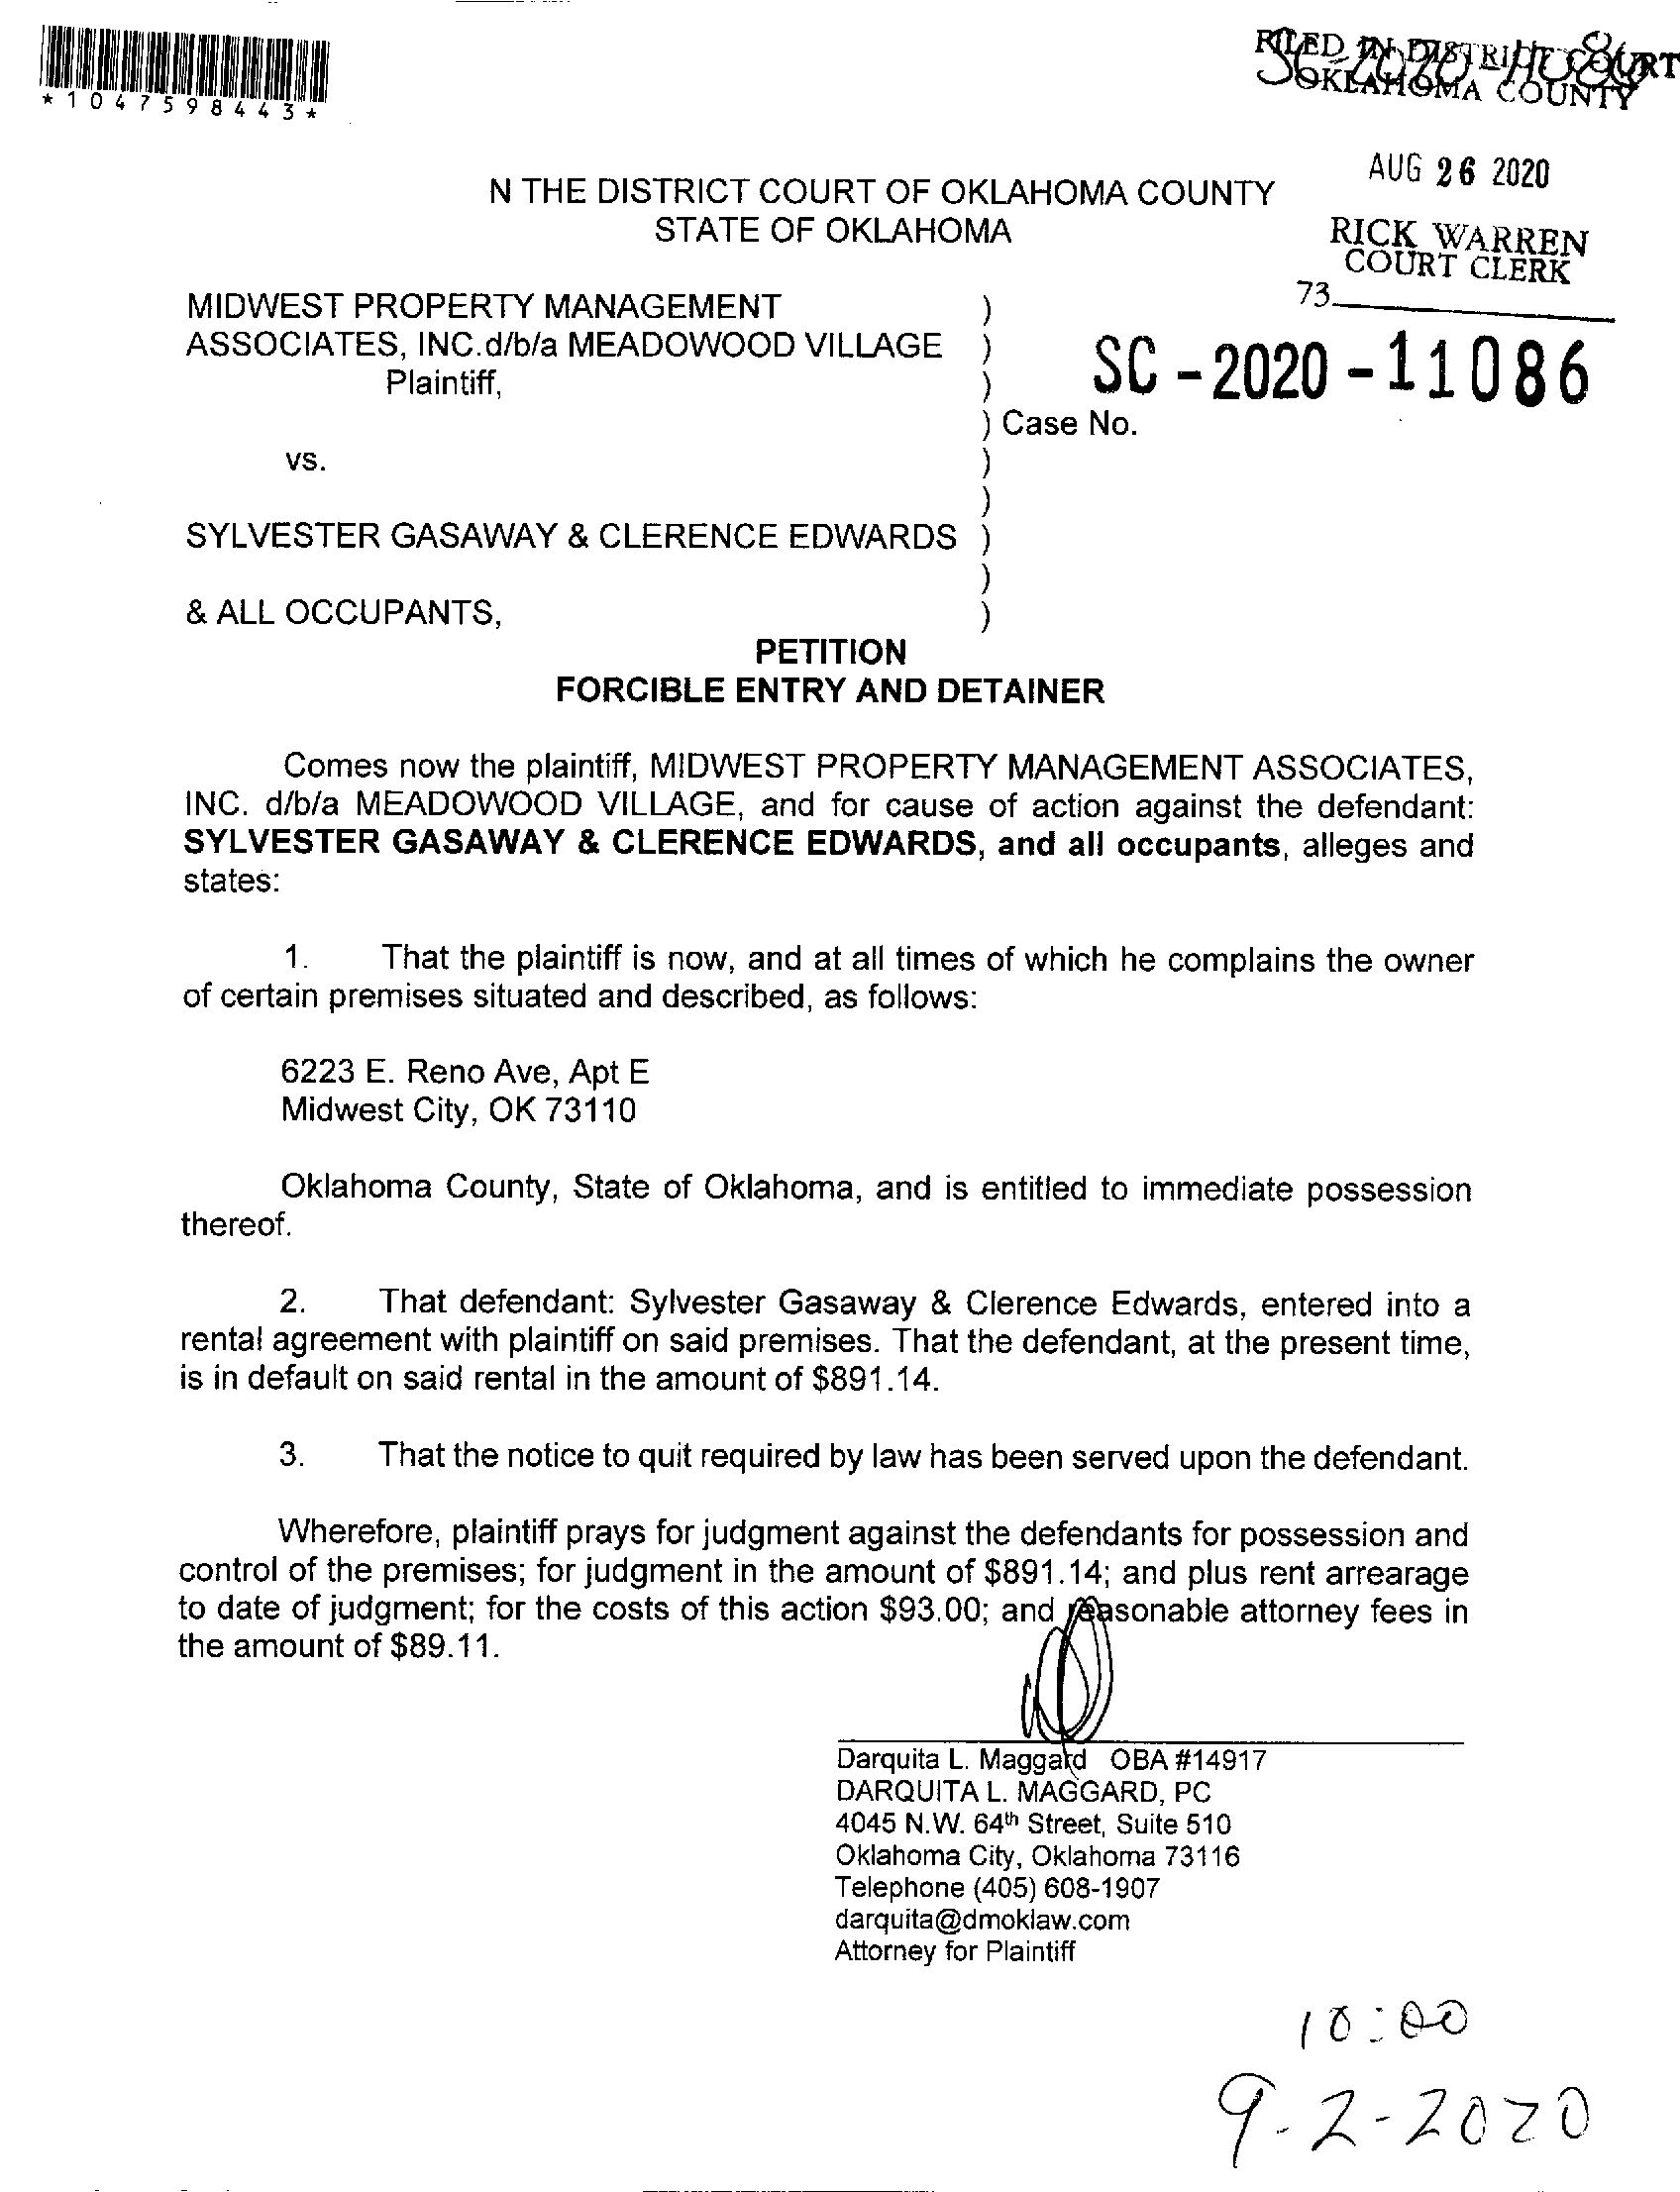 *1047598443*
FILED IN DISTRICT COURT
OKLAHOMA COUNTY
SC-2020-11086
AUG 26 2020
RICK WARREN
COURT CLERK
73
N THE DISTRICT COURT OF OKLAHOMA COUNTY
STATE OF OKLAHOMA
MIDWEST PROPERTY MANAGEMENT )
ASSOCIATES, INC.d/b/a MEADOWOOD VILLAGE )
Plaintiff, )
SC-2020-11086
) Case No.
vs. )
)
SYLVESTER GASAWAY & CLERENCE EDWARDS )
)
& ALL OCCUPANTS, )
PETITION
FORCIBLE ENTRY AND DETAINER
Comes now the plaintiff, MIDWEST PROPERTY MANAGEMENT ASSOCIATES,
INC. d/b/a MEADOWOOD VILLAGE, and for cause of action against the defendant:
SYLVESTER GASAWAY & CLERENCE EDWARDS, and all occupants, alleges and
states:
1. That the plaintiff is now, and at all times of which he complains the owner
of certain premises situated and described, as follows:
6223 E. Reno Ave, Apt E
Midwest City, OK 73110
Oklahoma County, State of Oklahoma, and is entitled to immediate possession
thereof.
2. That defendant: Sylvester Gasaway & Clerence Edwards, entered into a
rental agreement with plaintiff on said premises. That the defendant, at the present time,
is in default on said rental in the amount of $891.14.
3. That the notice to quit required by law has been served upon the defendant.
Wherefore, plaintiff prays for judgment against the defendants for possession and
control of the premises; for judgment in the amount of $891.14; and plus rent arrearage
to date of judgment; for the costs of this action $93.00; and reasonable attorney fees in
the amount of $89.11.
Darquita L. Maggard OBA #14917
DARQUITA L. MAGGARD, PC
4045 N.W. 64th Street, Suite 510
Oklahoma City, Oklahoma 73116
Telephone (405) 608-1907
darquita@dmoklaw.com
Attorney for Plaintiff
10:00
9-2-2020